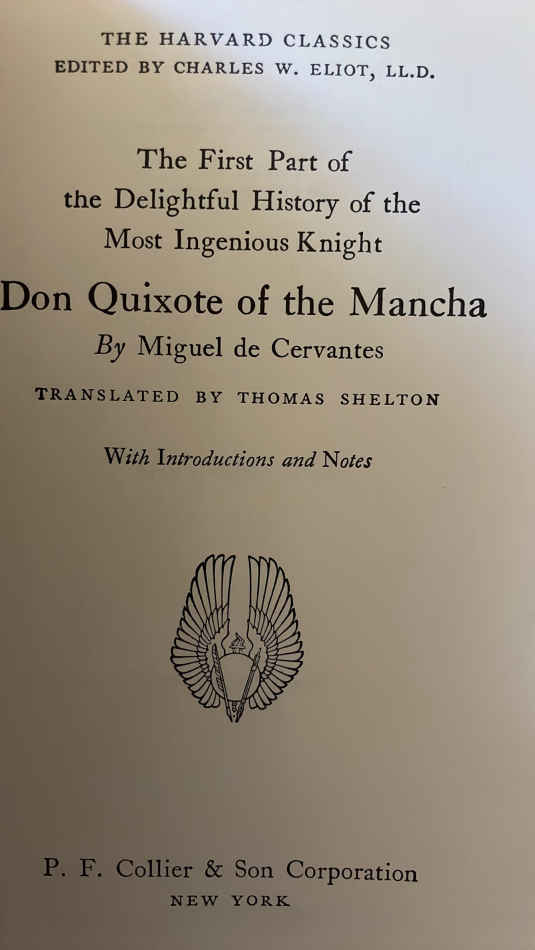 THE HARVARD CLASSICS
EDITED BY CHARLES W. ELIOT, LL.D.
The First Part of
the Delightful History of the
Most Ingenious Knight
Don Quixote of the Mancha
By Miguel de Cervantes
TRANSLATED BY THOMAS SHELTON
With Introductions and Notes
P. F. Collier & Son Corporation
NEW YORK